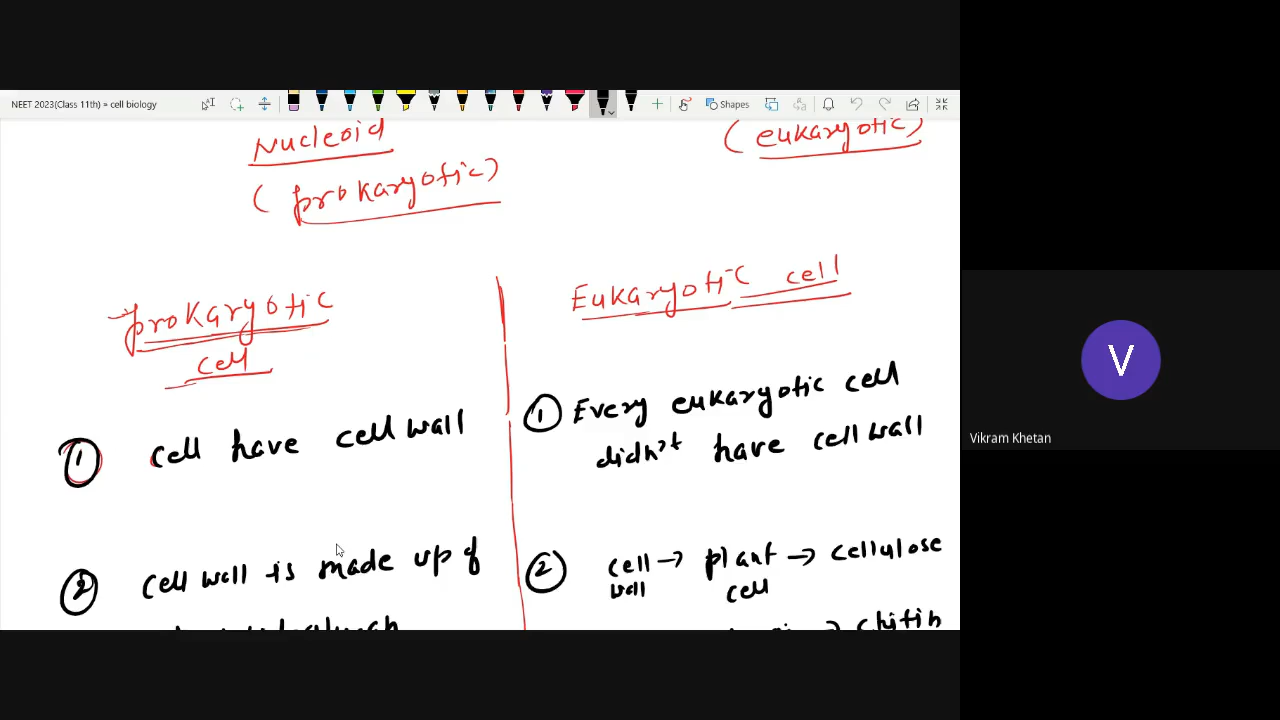 NEET 2023(Class 11th) » cell biology
Shapes
Nucleoid
(prokaryotic)
(eukaryotic)
Prokaryotic
cell
① cell have cell wall
② cell wall is made up of
Eukaryotic cell
① Every eukaryotic cell
didn't have cell wall
② cell → plant → cellulose
wall cell
→ chitin
V
Vikram Khetan